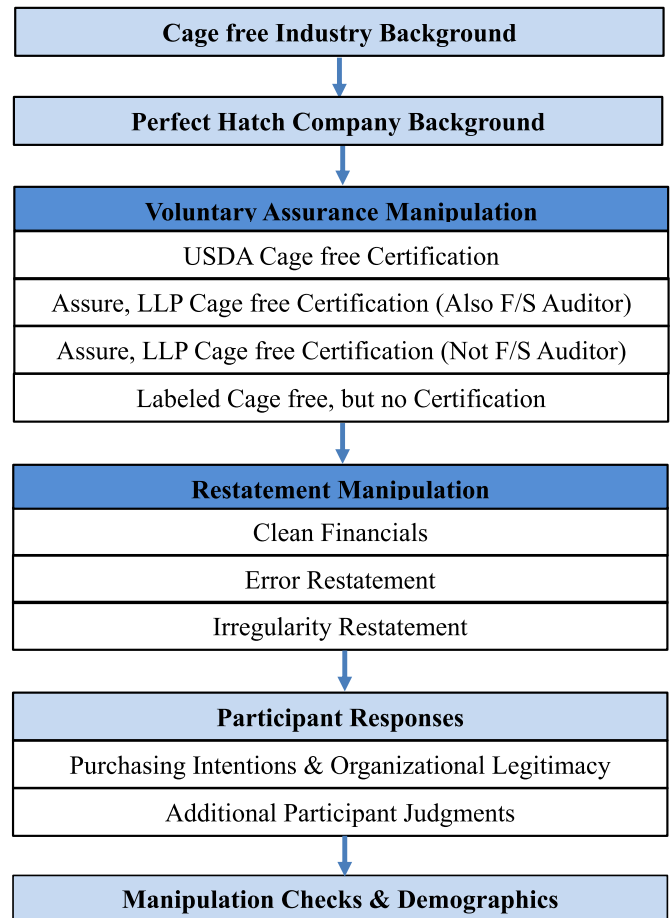 Cage free Industry Background
Perfect Hatch Company Background
Voluntary Assurance Manipulation
USDA Cage free Certification
Assure, LLP Cage free Certification (Also F/S Auditor)
Assure, LLP Cage free Certification (Not F/S Auditor)
Labeled Cage free, but no Certification
Restatement Manipulation
Clean Financials
Error Restatement
Irregularity Restatement
Participant Responses
Purchasing Intentions & Organizational Legitimacy
Additional Participant Judgments
Manipulation Checks & Demographics